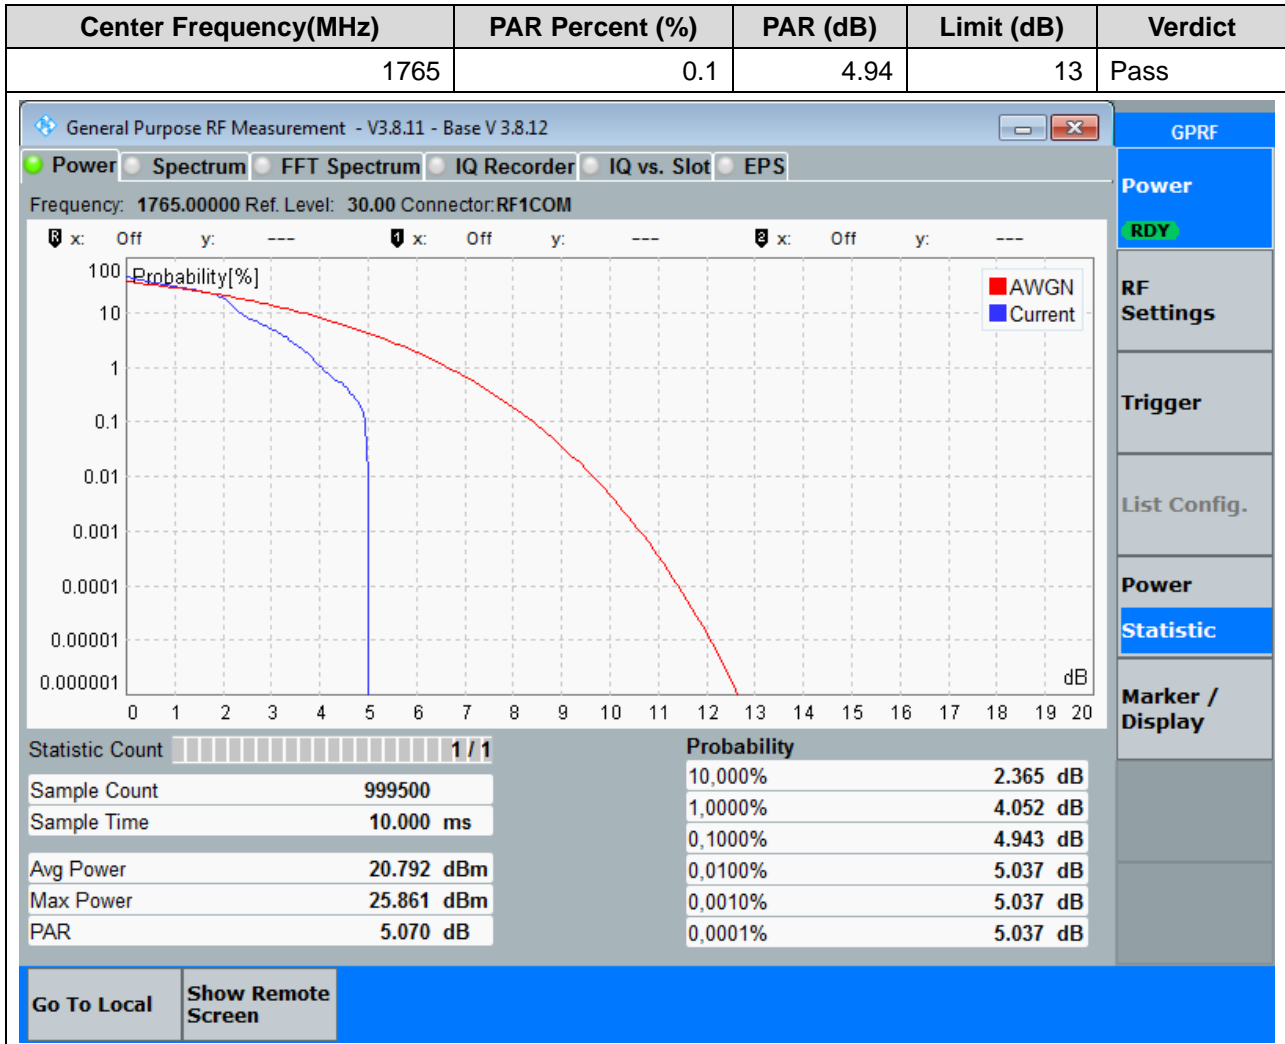 Center Frequency(MHz) PAR Percent (%) PAR (dB) Limit (dB) Verdict
1765 0.1 4.94 13 Pass
General Purpose RF Measurement - V3.8.11 - Base V 3.8.12
GPRF
Power Spectrum FFT Spectrum IQ Recorder IQ vs. Slot EPS
Power
RDY
Frequency: 1765.00000 Ref. Level: 30.00 Connector:RF1COM
R x: Off y: --- 1 x: Off y: --- 2 x: Off y: ---
Probability[%]
AWGN
Current
100
10
1
0.1
0.01
0.001
0.0001
0.00001
0.000001
dB
0 1 2 3 4 5 6 7 8 9 10 11 12 13 14 15 16 17 18 19 20
RF
Settings
Trigger
List Config.
Power
Statistic
Marker /
Display
Statistic Count 1 / 1
Sample Count 999500
Sample Time 10.000 ms
Avg Power 20.792 dBm
Max Power 25.861 dBm
PAR 5.070 dB
Probability
10,000% 2.365 dB
1,0000% 4.052 dB
0,1000% 4.943 dB
0,0100% 5.037 dB
0,0010% 5.037 dB
0,0001% 5.037 dB
Go To Local
Show Remote
Screen